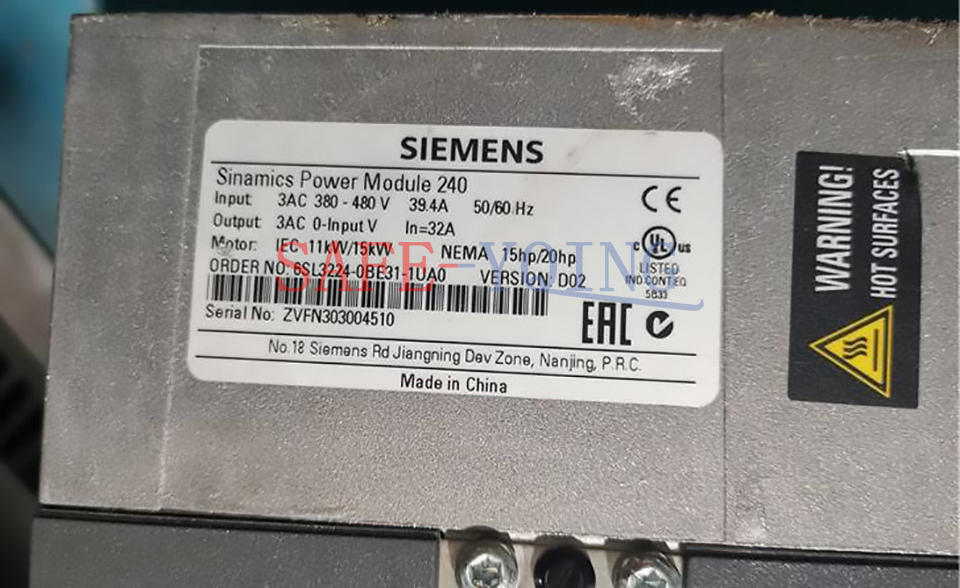 SIEMENS
Sinamics Power Module 240
Input: 3AC 380 - 480 V 39.4A 50/60 Hz
Output: 3AC 0-Input V In=32A
Motor: IEC 11kW/15kW NEMA 15hp/20hp
ORDER NO: 6SL3224-0BE31-1UA0 VERSION: D02
Serial No: ZVFN303004510
No.18 Siemens Rd Jiangning Dev Zone, Nanjing, P.R.C.
Made in China
CE
c UL us
LISTED
IND.CONT.EQ
5B33
EAC
WARNING!
HOT SURFACES
SAFE-YOINO